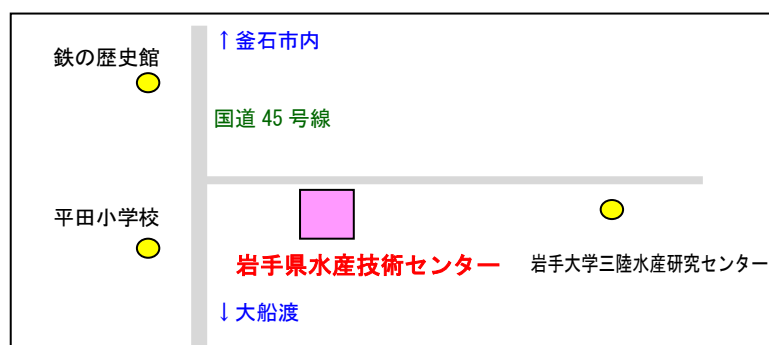 ↑釜石市内
鉄の歴史館
国道 45 号線
平田小学校
岩手県水産技術センター
岩手大学三陸水産研究センター
↓大船渡